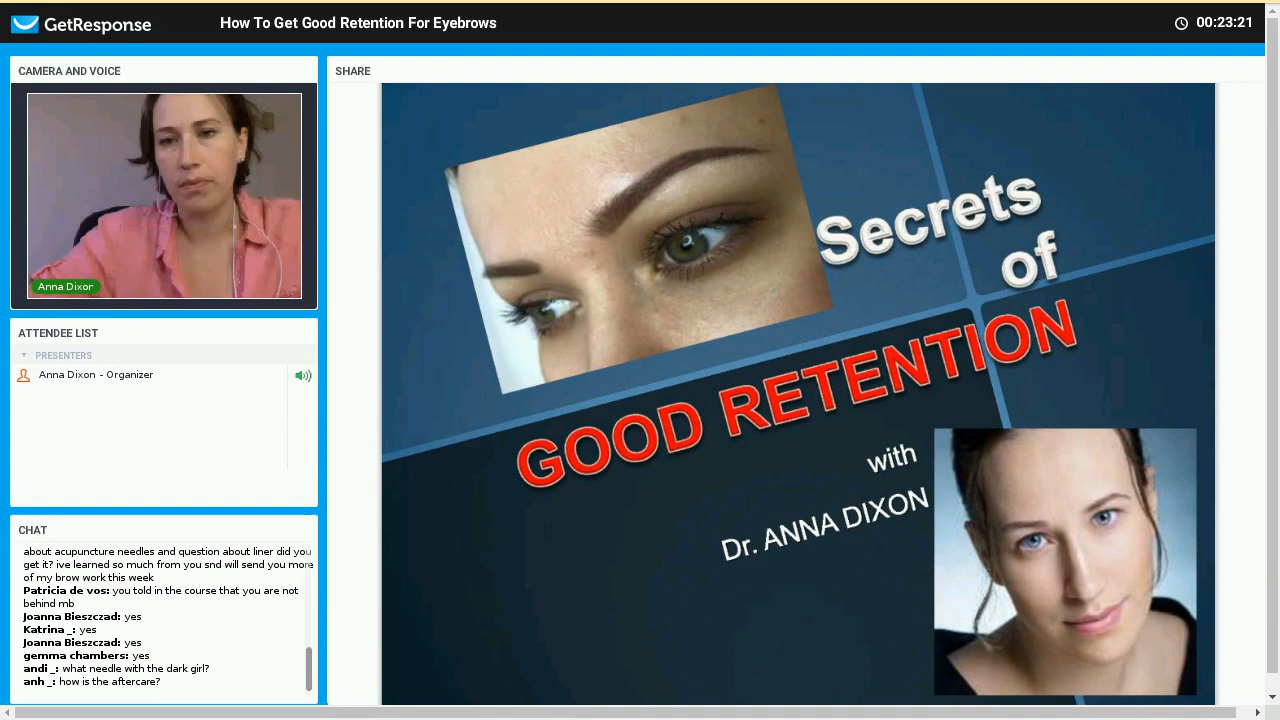 GetResponse
How To Get Good Retention For Eyebrows
00:23:21
CAMERA AND VOICE
Anna Dixon
ATTENDEE LIST
PRESENTERS
Anna Dixon - Organizer
CHAT
about acupuncture needles and question about liner did you
get it? ive learned so much from you snd will send you more
of my brow work this week
Patricia de vos: you told in the course that you are not
behind mb
Joanna Bieszczad: yes
Katrina _: yes
Joanna Bieszczad: yes
gemma chambers: yes
andi _: what needle with the dark girl?
anh _: how is the aftercare?
SHARE
Secrets
of
GOOD RETENTION
with
Dr. ANNA DIXON